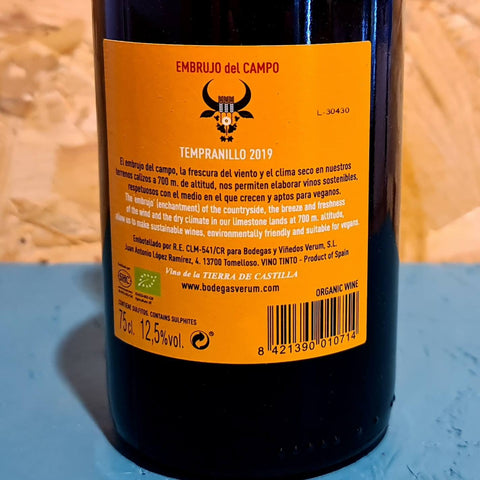 EMBRUJO del CAMPO
L-30430
TEMPRANILLO 2019
El embrujo del campo, la frescura del viento y el clima seco en nuestros
terrenos calizos a 700 m. de altitud, nos permiten elaborar vinos sostenibles,
respetuosos con el medio en el que crecen y aptos para veganos.
The embrujo (enchantment) of the countryside, the breeze and freshness
of the wind and the dry climate in our limestone lands at 700 m. altitud,
allow us to make sustainable wines, environmentally friendly and suitable for vegans.
Embotellado por R.E. CLM-541/CR para Bodegas y Viñedos Verum, S.L.
Juan Antonio López Ramírez, 4. 13700 Tomelloso. VINO TINTO - Product of Spain
Vino de la TIERRA DE CASTILLA
www.bodegasverum.com
ORGANIC WINE
CONTIENE SULFITOS, CONTAINS SULPHITES
75cl. 12,5%vol.
8 421390 010714